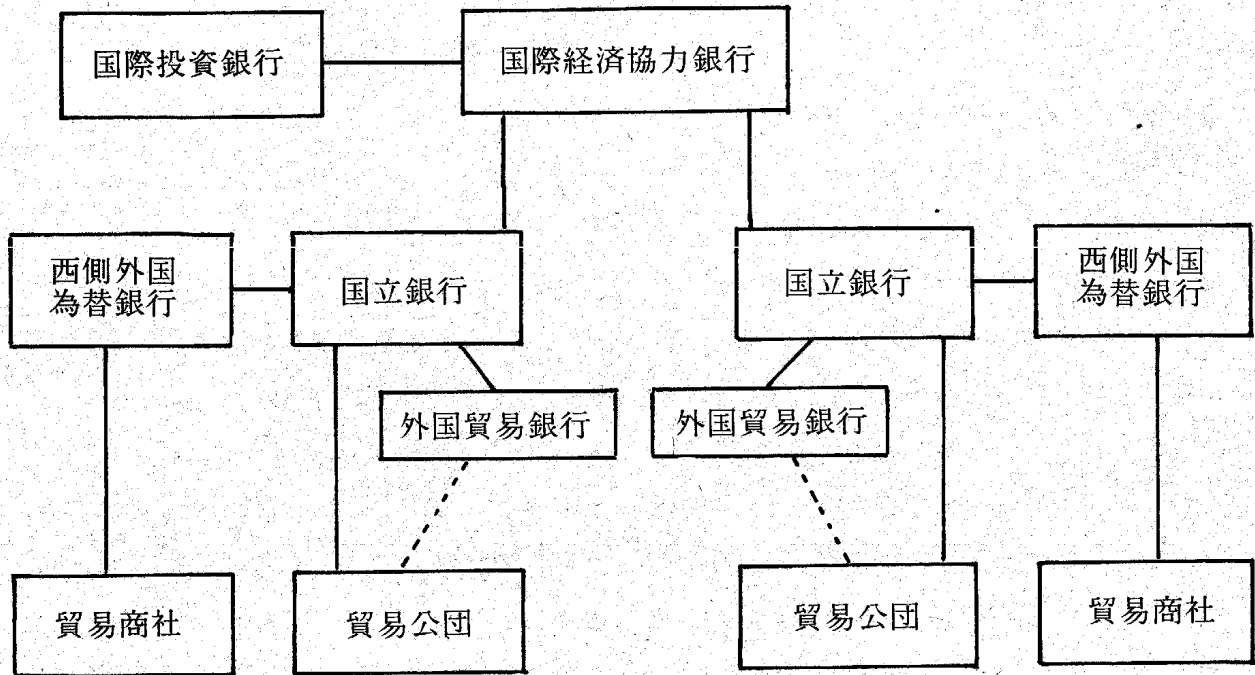 国際投資銀行
国際経済協力銀行
西側外国
為替銀行
国立銀行
国立銀行
西側外国
為替銀行
外国貿易銀行
外国貿易銀行
貿易商社
貿易公団
貿易公団
貿易商社